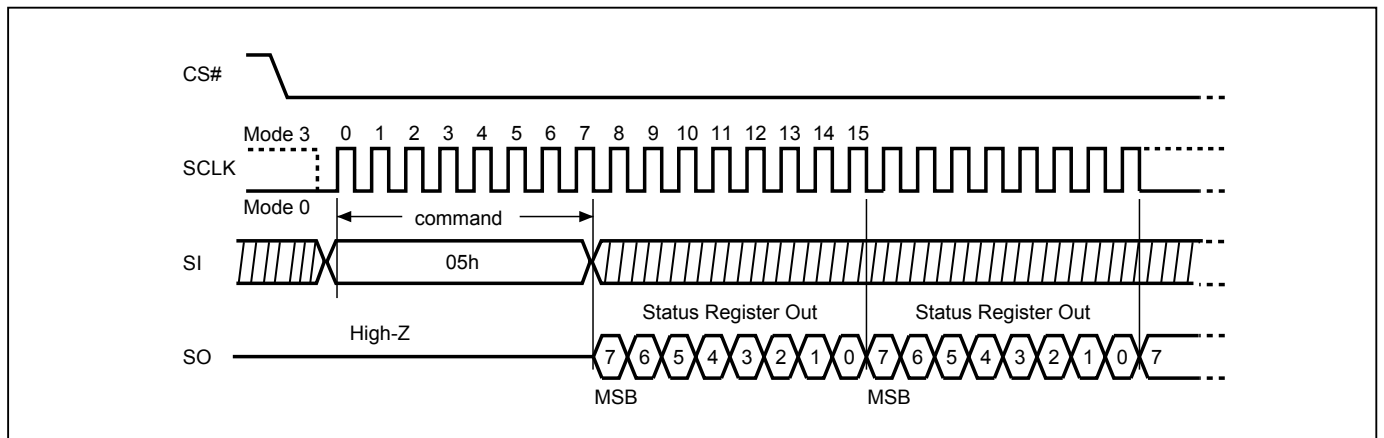 CS#
Mode 3 0 1 2 3 4 5 6 7 8 9 10 11 12 13 14 15
SCLK
Mode 0
command
SI
05h
Status Register Out Status Register Out
High-Z
SO
7 6 5 4 3 2 1 0 7 6 5 4 3 2 1 0 7
MSB MSB